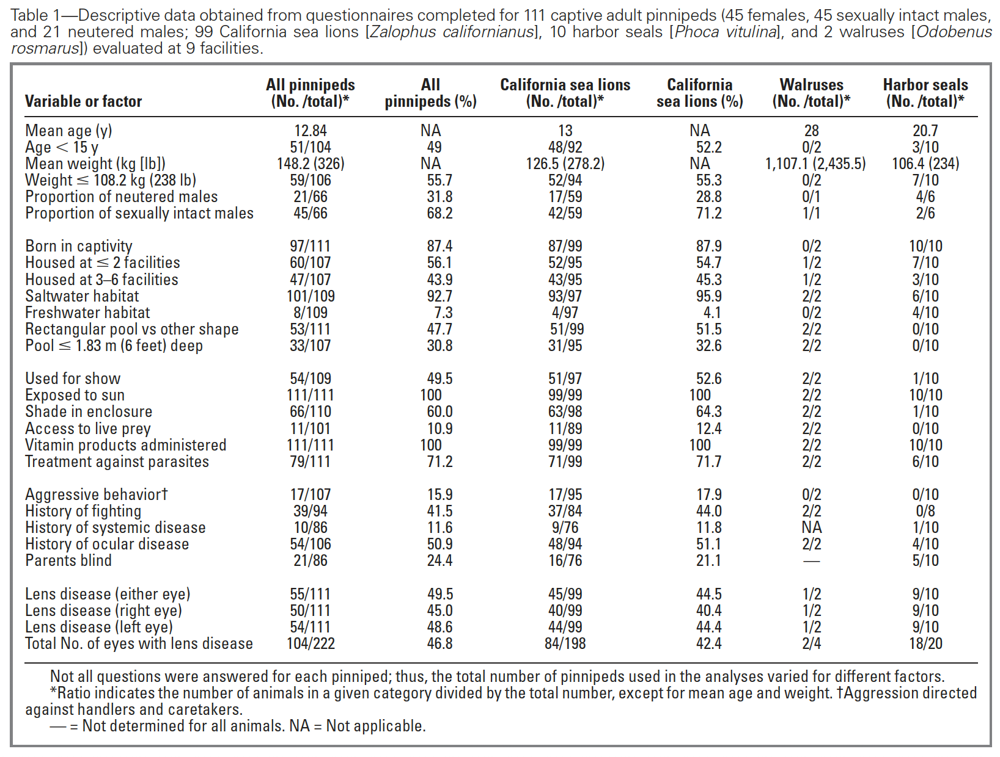 Table 1—Descriptive data obtained from questionnaires completed for 111 captive adult pinnipeds (45 females, 45 sexually intact males,
and 21 neutered males; 99 California sea lions [Zalophus californianus], 10 harbor seals [Phoca vitulina], and 2 walruses [Odobenus
rosmarus]) evaluated at 9 facilities.
All pinnipeds All California sea lions California Walruses Harbor seals
Variable or factor (No. /total)* pinnipeds (%) (No. /total)* sea lions (%) (No. /total)* (No. /total)*
Mean age (y) 12.84 NA 13 NA 28 20.7
Age < 15 y 51/104 49 48/92 52.2 0/2 3/10
Mean weight (kg [lb]) 148.2 (326) NA 126.5 (278.2) NA 1,107.1 (2,435.5) 106.4 (234)
Weight ≤ 108.2 kg (238 lb) 59/106 55.7 52/94 55.3 0/2 7/10
Proportion of neutered males 21/66 31.8 17/59 28.8 0/1 4/6
Proportion of sexually intact males 45/66 68.2 42/59 71.2 1/1 2/6
Born in captivity 97/111 87.4 87/99 87.9 0/2 10/10
Housed at ≤ 2 facilities 60/107 56.1 52/95 54.7 1/2 7/10
Housed at 3–6 facilities 47/107 43.9 43/95 45.3 1/2 3/10
Saltwater habitat 101/109 92.7 93/97 95.9 2/2 6/10
Freshwater habitat 8/109 7.3 4/97 4.1 0/2 4/10
Rectangular pool vs other shape 53/111 47.7 51/99 51.5 2/2 0/10
Pool ≤ 1.83 m (6 feet) deep 33/107 30.8 31/95 32.6 2/2 0/10
Used for show 54/109 49.5 51/97 52.6 2/2 1/10
Exposed to sun 111/111 100 99/99 100 2/2 10/10
Shade in enclosure 66/110 60.0 63/98 64.3 2/2 1/10
Access to live prey 11/101 10.9 11/89 12.4 2/2 0/10
Vitamin products administered 111/111 100 99/99 100 2/2 10/10
Treatment against parasites 79/111 71.2 71/99 71.7 2/2 6/10
Aggressive behavior† 17/107 15.9 17/95 17.9 0/2 0/10
History of fighting 39/94 41.5 37/84 44.0 2/2 0/8
History of systemic disease 10/86 11.6 9/76 11.8 NA 1/10
History of ocular disease 54/106 50.9 48/94 51.1 2/2 4/10
Parents blind 21/86 24.4 16/76 21.1 — 5/10
Lens disease (either eye) 55/111 49.5 45/99 44.5 1/2 9/10
Lens disease (right eye) 50/111 45.0 40/99 40.4 1/2 9/10
Lens disease (left eye) 54/111 48.6 44/99 44.4 1/2 9/10
Total No. of eyes with lens disease 104/222 46.8 84/198 42.4 2/4 18/20
Not all questions were answered for each pinniped; thus, the total number of pinnipeds used in the analyses varied for different factors.
*Ratio indicates the number of animals in a given category divided by the total number, except for mean age and weight. †Aggression directed
against handlers and caretakers.
— = Not determined for all animals. NA = Not applicable.